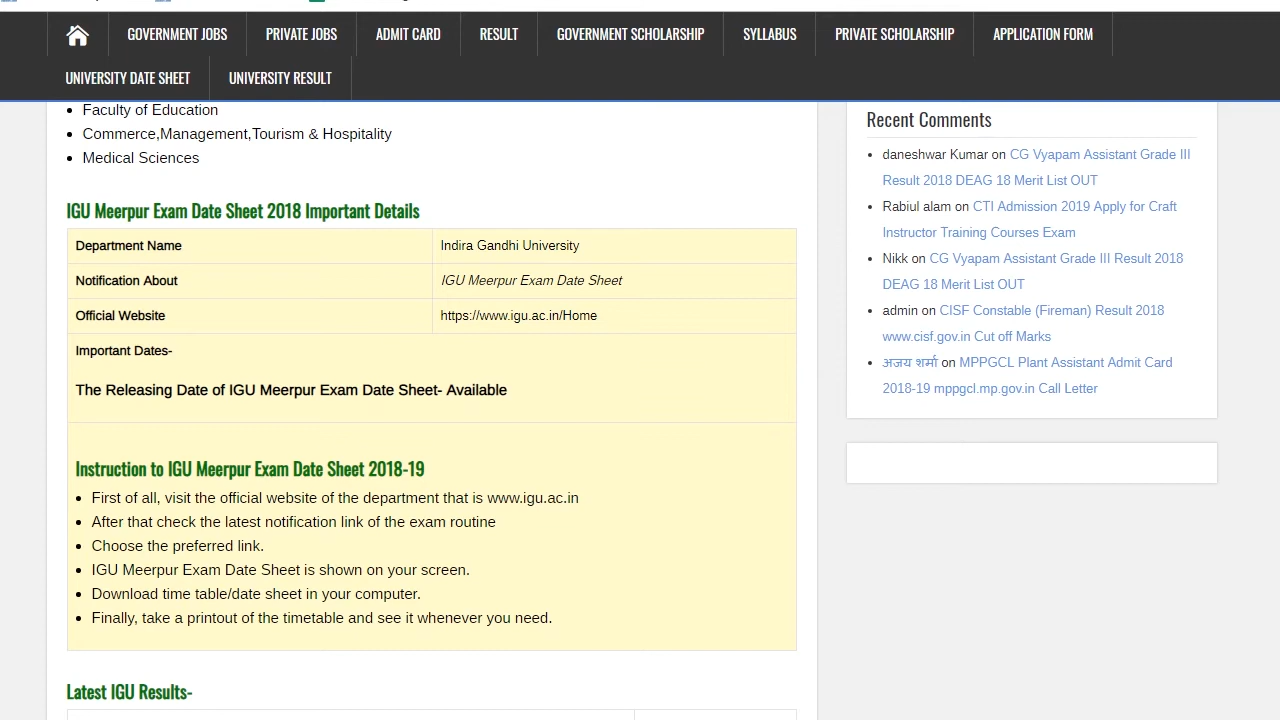 GOVERNMENT JOBS PRIVATE JOBS ADMIT CARD RESULT GOVERNMENT SCHOLARSHIP SYLLABUS PRIVATE SCHOLARSHIP APPLICATION FORM
UNIVERSITY DATE SHEET UNIVERSITY RESULT
Faculty of Education
Commerce,Management,Tourism & Hospitality
Medical Sciences
IGU Meerpur Exam Date Sheet 2018 Important Details
Department Name Indira Gandhi University
Notification About IGU Meerpur Exam Date Sheet
Official Website https://www.igu.ac.in/Home
Important Dates-
The Releasing Date of IGU Meerpur Exam Date Sheet- Available
Instruction to IGU Meerpur Exam Date Sheet 2018-19
First of all, visit the official website of the department that is www.igu.ac.in
After that check the latest notification link of the exam routine
Choose the preferred link.
IGU Meerpur Exam Date Sheet is shown on your screen.
Download time table/date sheet in your computer.
Finally, take a printout of the timetable and see it whenever you need.
Latest IGU Results-
Recent Comments
daneshwar Kumar on CG Vyapam Assistant Grade III
Result 2018 DEAG 18 Merit List OUT
Rabiul alam on CTI Admission 2019 Apply for Craft
Instructor Training Courses Exam
Nikk on CG Vyapam Assistant Grade III Result 2018
DEAG 18 Merit List OUT
admin on CISF Constable (Fireman) Result 2018
www.cisf.gov.in Cut off Marks
अजय शर्मा on MPPGCL Plant Assistant Admit Card
2018-19 mppgcl.mp.gov.in Call Letter